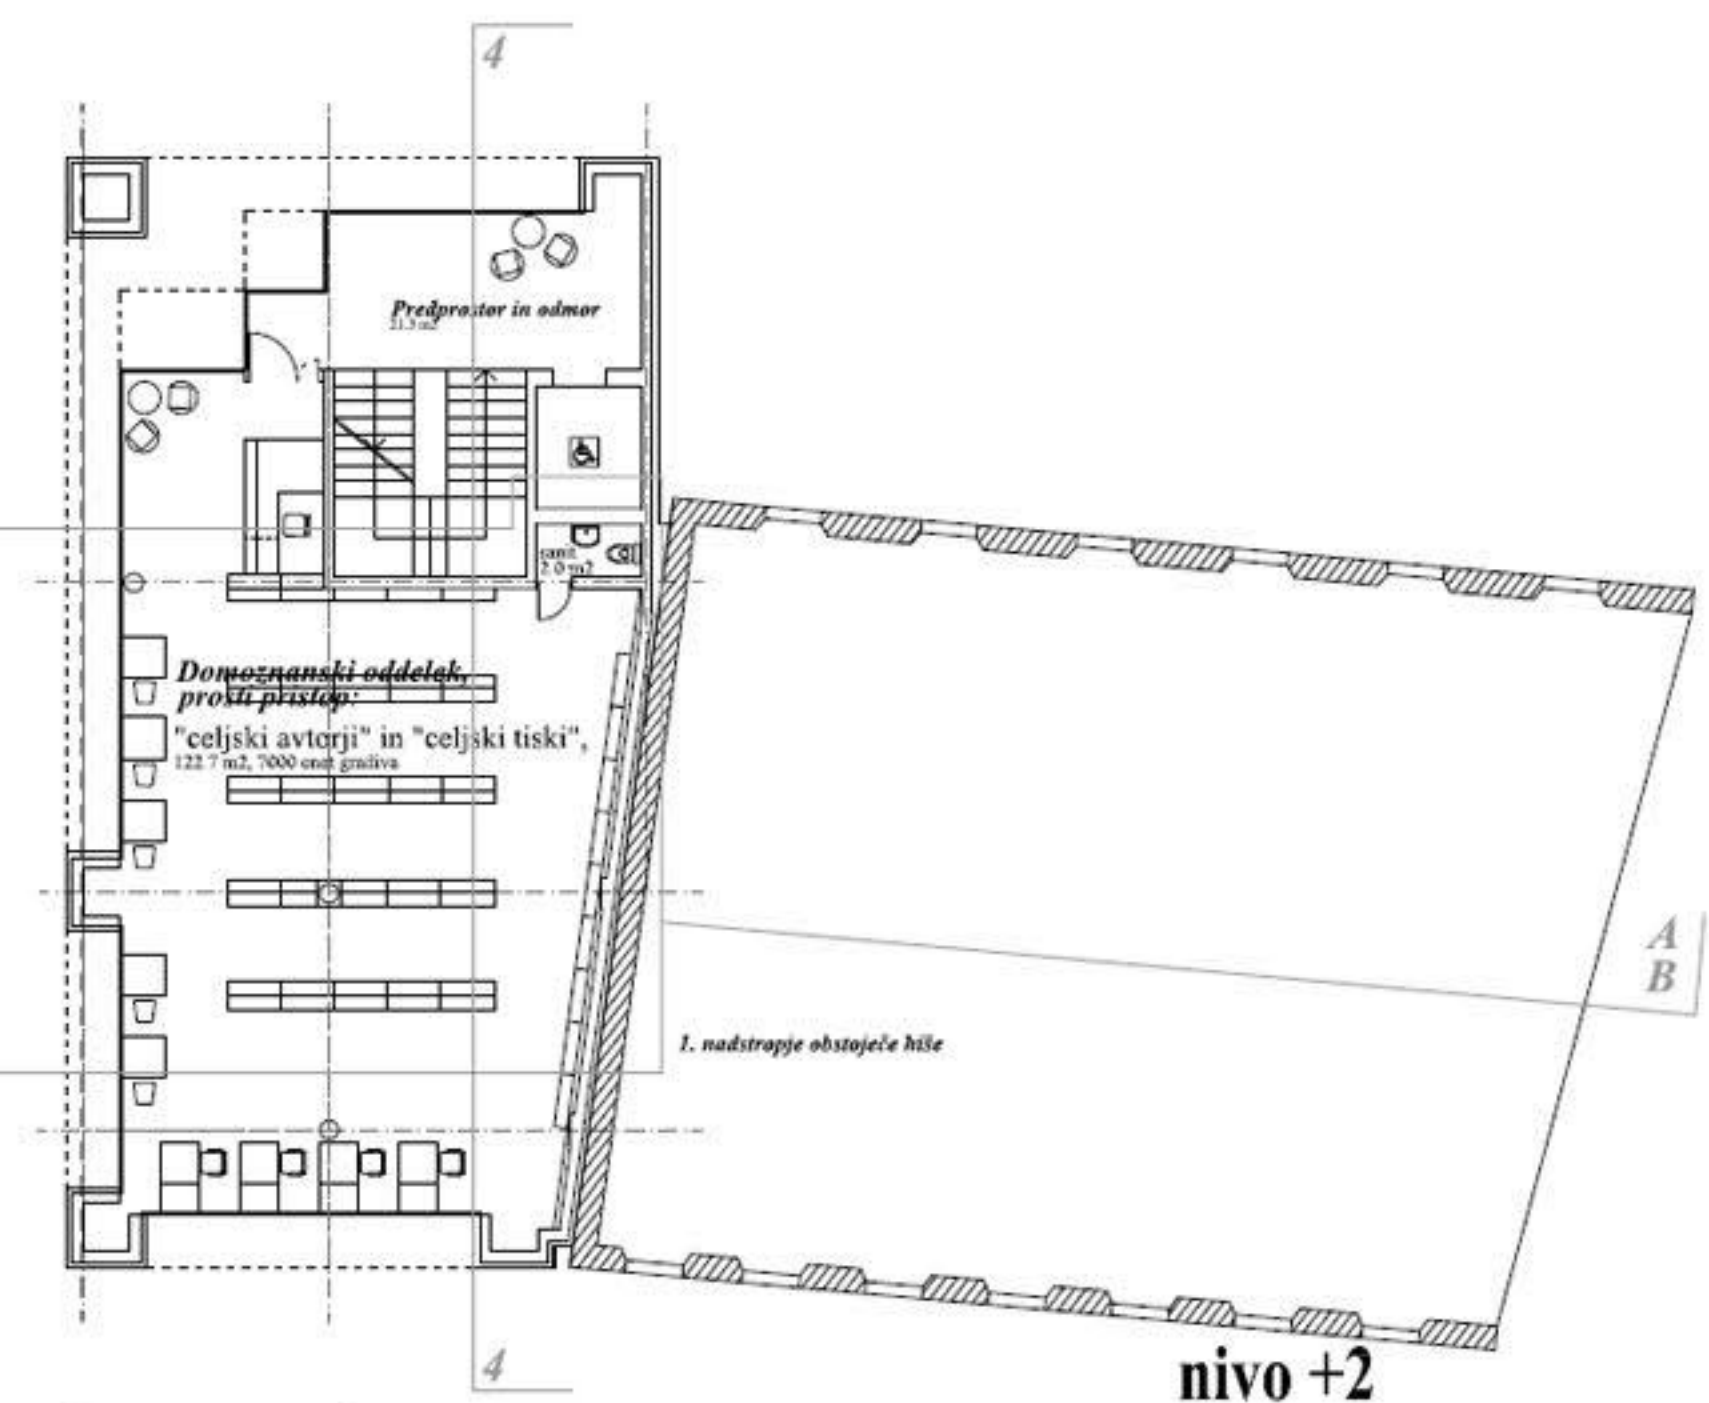 4
Predprostor in odmor
21.5 m2
sanit.
2.0 m2
Domoznanski oddelek,
prosti pristop:
"celjski avtorji" in "celjski tiski",
122.7 m2, 7000 enot gradiva
A
B
1. nadstropje obstoječe hiše
4
nivo +2